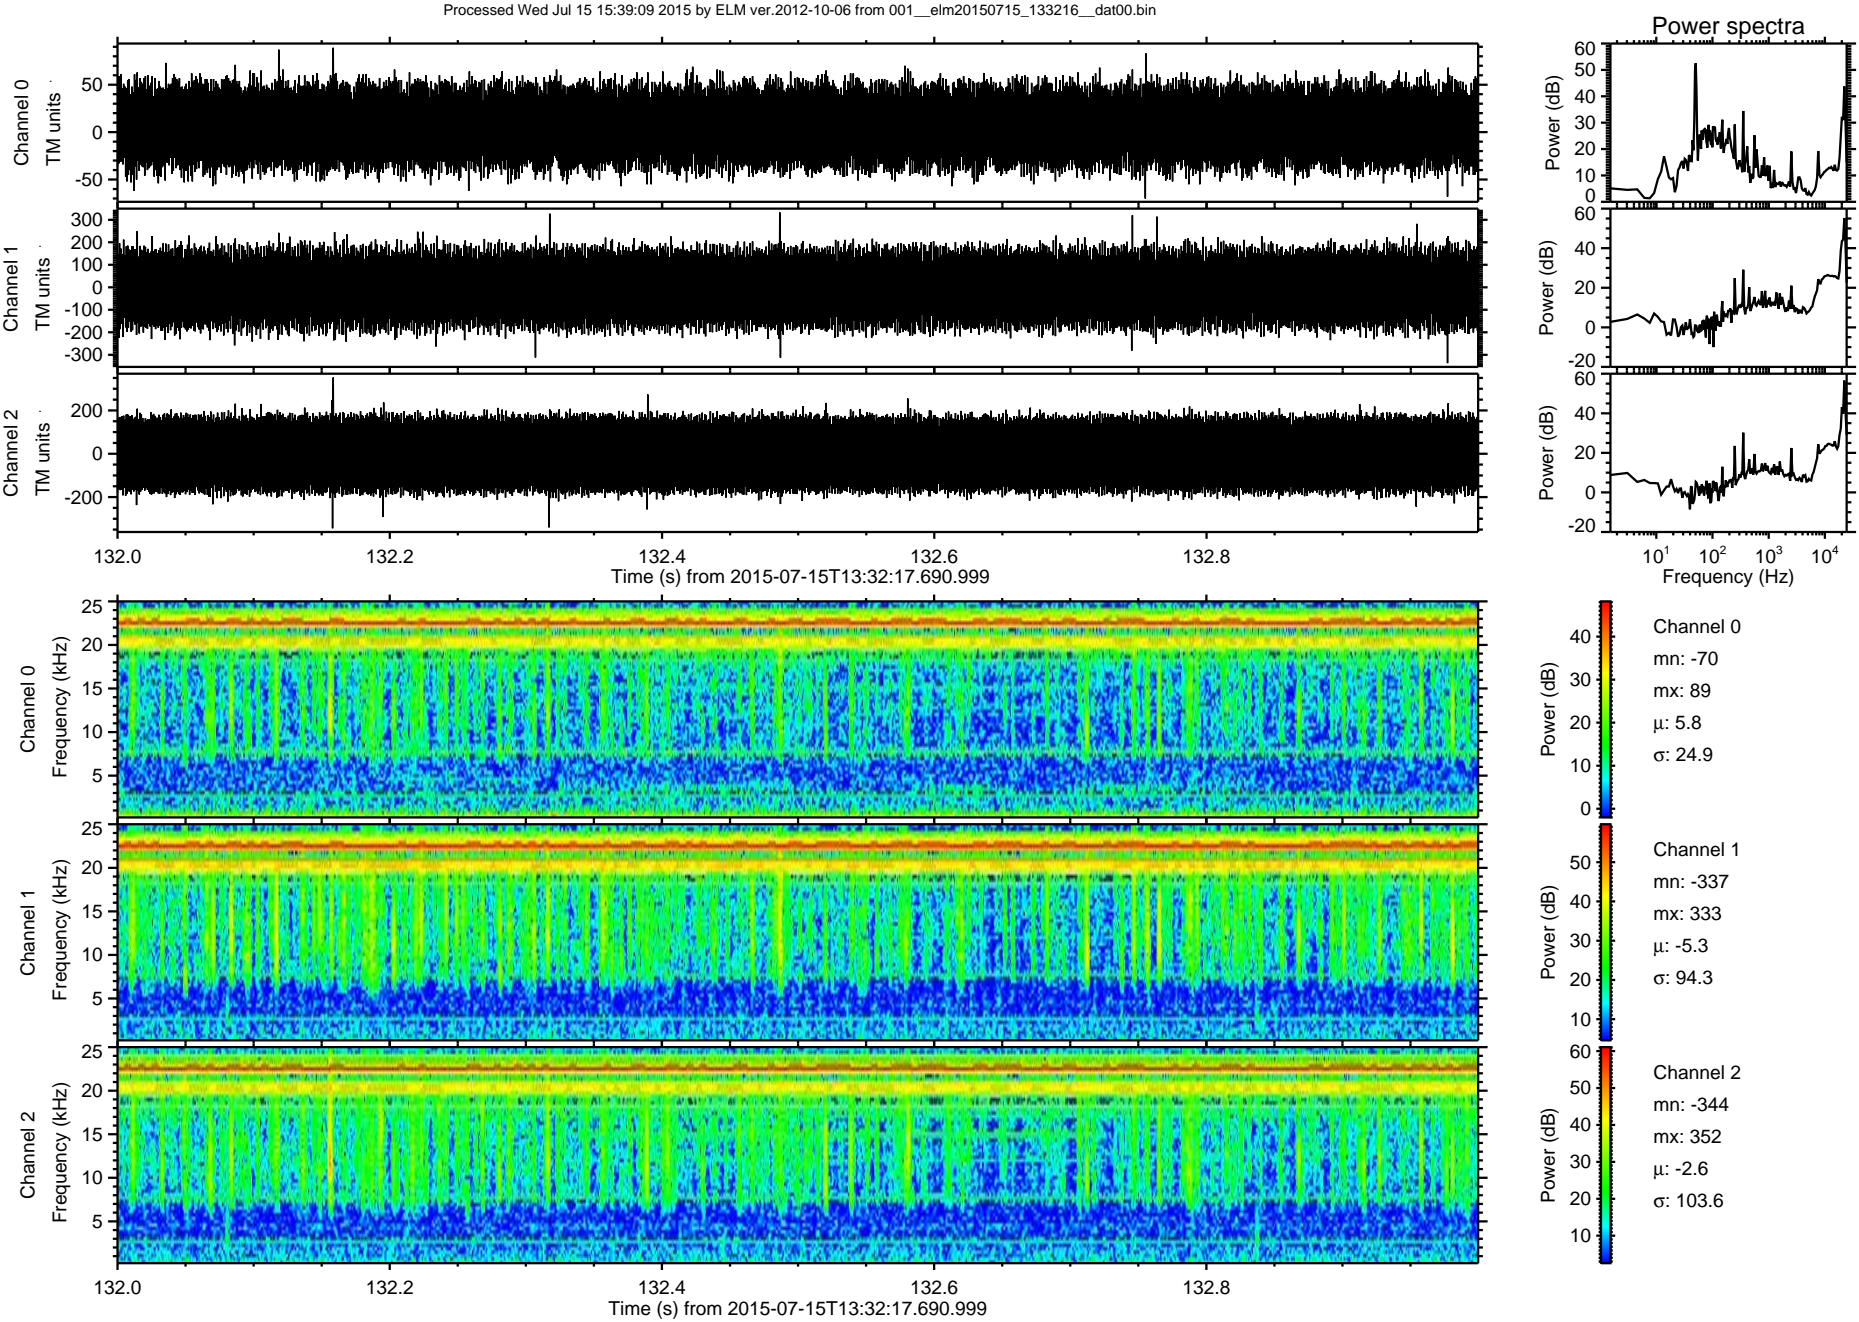 Processed Wed Jul 15 15:39:09 2015 by ELM ver.2012-10-06 from 001__elm20150715_133216__dat00.bin
Power spectra
Channel 0
TM units
50
0
-50
Power (dB)
60
50
40
30
20
10
0
Channel 1
TM units
300
200
100
0
-100
-200
-300
Power (dB)
60
40
20
0
-20
Channel 2
TM units
200
0
-200
Power (dB)
60
40
20
0
-20
132.0 132.2 132.4 132.6 132.8
Time (s) from 2015-07-15T13:32:17.690.999
10^1 10^2 10^3 10^4
Frequency (Hz)
Channel 0
Frequency (kHz)
25
20
15
10
5
Power (dB)
40
30
20
10
0
Channel 0
mn: -70
mx: 89
μ: 5.8
σ: 24.9
Channel 1
Frequency (kHz)
25
20
15
10
5
Power (dB)
50
40
30
20
10
Channel 1
mn: -337
mx: 333
μ: -5.3
σ: 94.3
Channel 2
Frequency (kHz)
25
20
15
10
5
Power (dB)
60
50
40
30
20
10
Channel 2
mn: -344
mx: 352
μ: -2.6
σ: 103.6
132.0 132.2 132.4 132.6 132.8
Time (s) from 2015-07-15T13:32:17.690.999